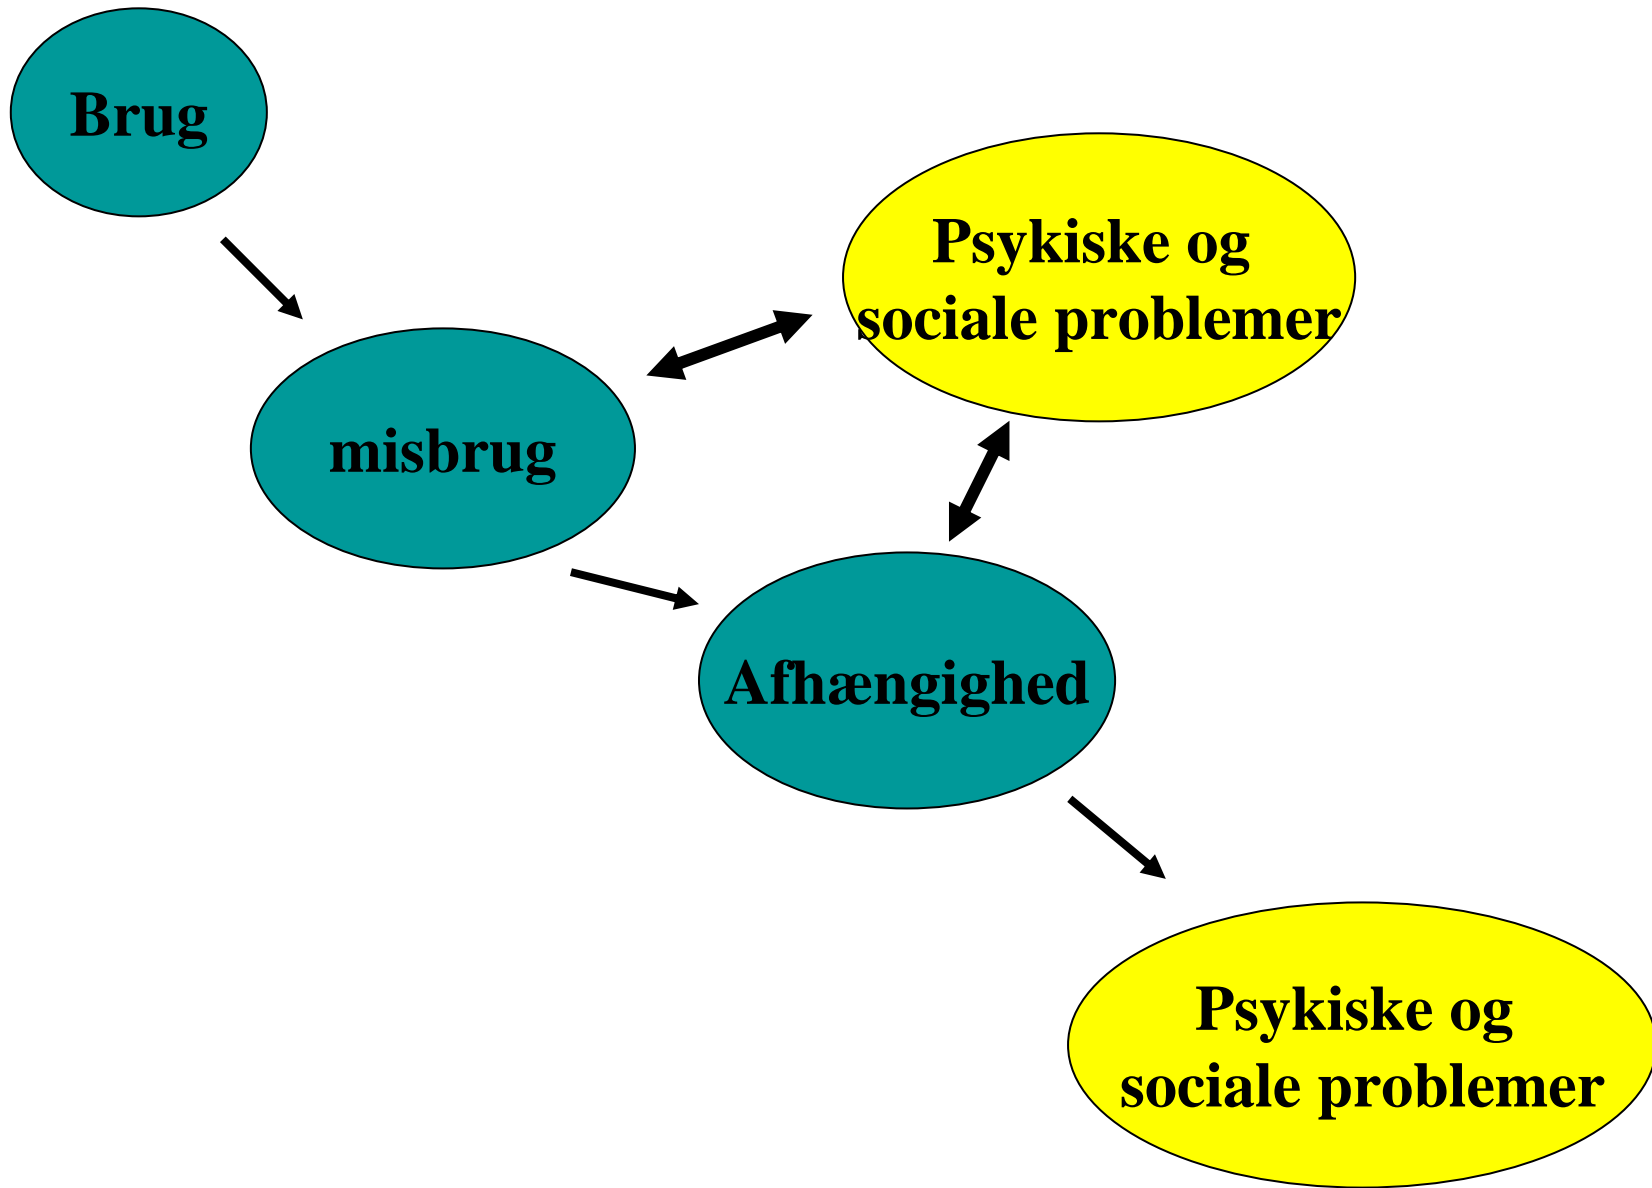 Brug
Psykiske og
sociale problemer
misbrug
Afhængighed
Psykiske og
sociale problemer